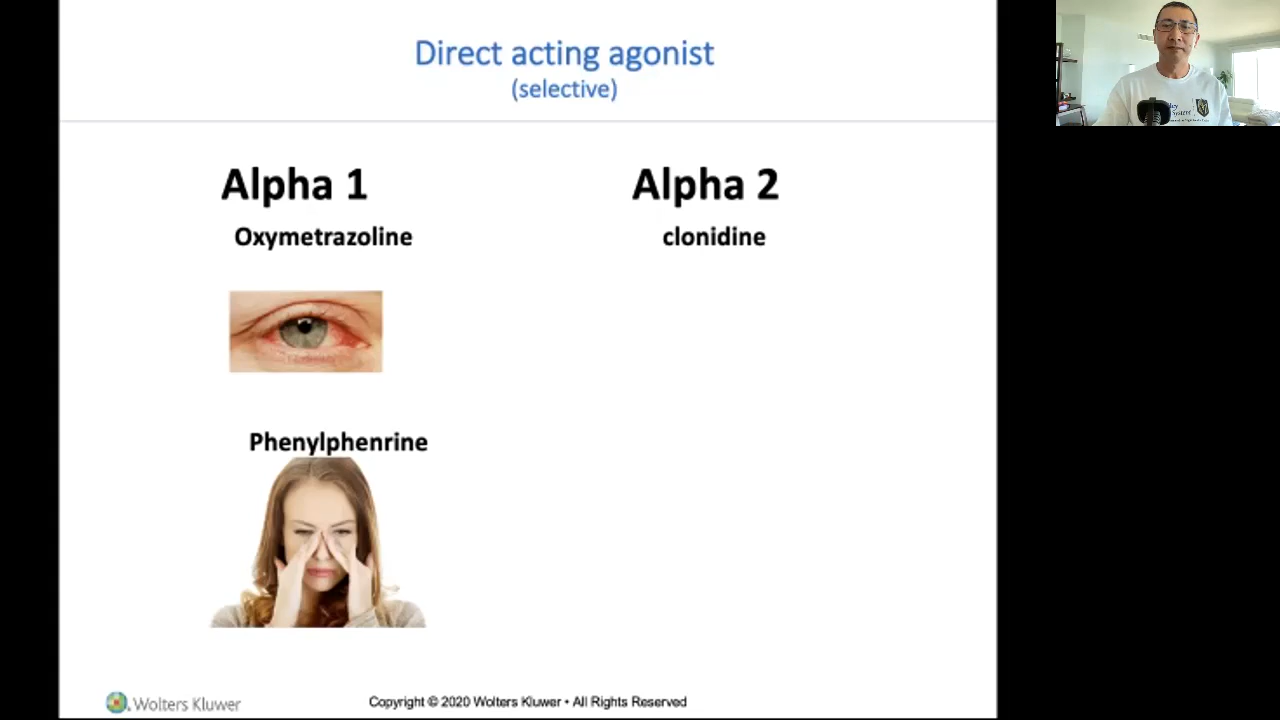 Direct acting agonist
(selective)
Alpha 1
Alpha 2
Oxymetrazoline
clonidine
Phenylphenrine
Wolters Kluwer
Copyright © 2020 Wolters Kluwer • All Rights Reserved